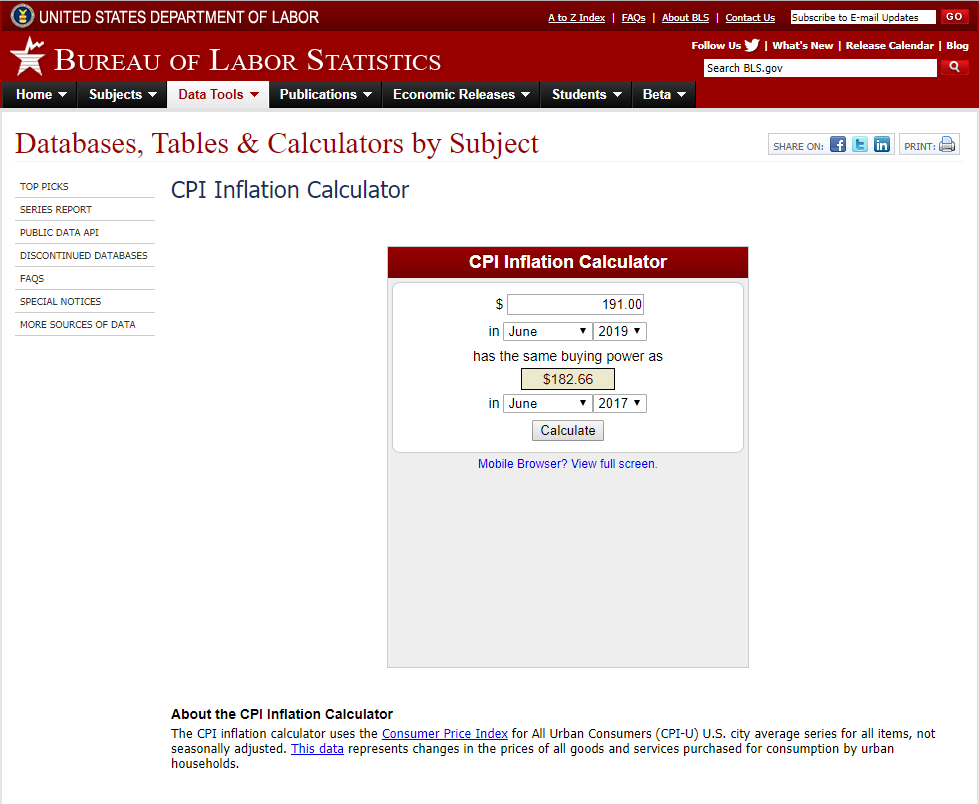 UNITED STATES DEPARTMENT OF LABOR
A to Z Index | FAQs | About BLS | Contact Us
Subscribe to E-mail Updates GO
Follow Us | What's New | Release Calendar | Blog
BUREAU OF LABOR STATISTICS
Search BLS.gov
Home Subjects Data Tools Publications Economic Releases Students Beta
Databases, Tables & Calculators by Subject
SHARE ON: PRINT:
TOP PICKS
SERIES REPORT
PUBLIC DATA API
DISCONTINUED DATABASES
FAQS
SPECIAL NOTICES
MORE SOURCES OF DATA
CPI Inflation Calculator
CPI Inflation Calculator
$ 191.00
in June 2019
has the same buying power as
$182.66
in June 2017
Calculate
Mobile Browser? View full screen.
About the CPI Inflation Calculator
The CPI inflation calculator uses the Consumer Price Index for All Urban Consumers (CPI-U) U.S. city average series for all items, not
seasonally adjusted. This data represents changes in the prices of all goods and services purchased for consumption by urban
households.